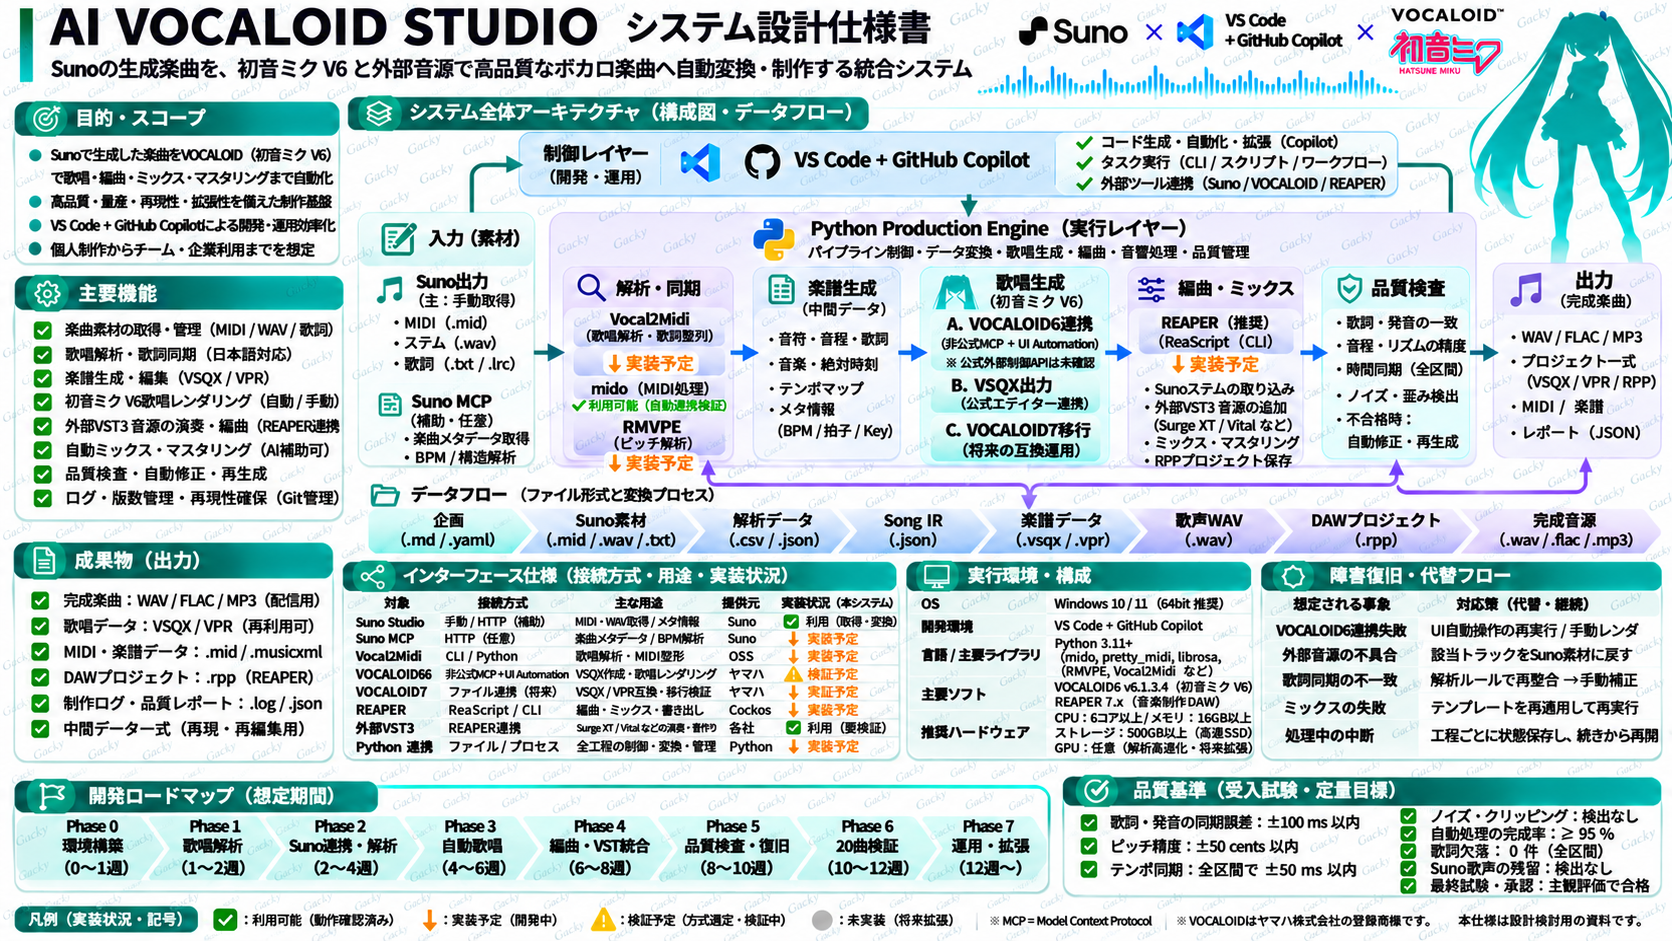 AI VOCALOID STUDIO システム設計仕様書
Sunoの生成楽曲を、初音ミク V6 と外部音源で高品質なボカロ楽曲へ自動変換・制作する統合システム
Suno × VS Code + GitHub Copilot × VOCALOID™ 初音ミク HATSUNE MIKU
目的・スコープ
Sunoで生成した楽曲をVOCALOID（初音ミク V6）
で歌唱・編曲・ミックス・マスタリングまで自動化
高品質・量産・再現性・拡張性を備えた制作基盤
VS Code + GitHub Copilotによる開発・運用効率化
個人制作からチーム・企業利用までを想定
主要機能
楽曲素材の取得・管理（MIDI / WAV / 歌詞）
歌唱解析・歌詞同期（日本語対応）
楽譜生成・編集（VSQX / VPR）
初音ミク V6歌唱レンダリング（自動 / 手動）
外部VST3 音源の演奏・編曲（REAPER連携
自動ミックス・マスタリング（AI補助可）
品質検査・自動修正・再生成
ログ・版数管理・再現性確保（Git管理）
成果物（出力）
完成楽曲：WAV / FLAC / MP3（配信用）
歌唱データ：VSQX / VPR（再利用可）
MIDI・楽譜データ：.mid / .musicxml
DAWプロジェクト：.rpp（REAPER）
制作ログ・品質レポート：.log / .json
中間データ一式（再現・再編集用）
システム全体アーキテクチャ（構成図・データフロー）
制御レイヤー
（開発・運用）
VS Code + GitHub Copilot
コード生成・自動化・拡張（Copilot）
タスク実行（CLI / スクリプト / ワークフロー）
外部ツール連携（Suno / VOCALOID / REAPER）
入力（素材）
Suno出力
（主：手動取得）
・MIDI（.mid）
・ステム（.wav）
・歌詞（.txt / .lrc）
Suno MCP
（補助・任意）
・楽曲メタデータ取得
・BPM / 構造解析
Python Production Engine（実行レイヤー）
パイプライン制御・データ変換・歌唱生成・編曲・音響処理・品質管理
解析・同期
Vocal2Midi
（歌唱解析・歌詞整列）
実装予定
mido（MIDI処理）
利用可能（自動連携検証）
RMVPE
（ピッチ解析）
実装予定
楽譜生成
（中間データ）
・音符・音程・歌詞
・音楽・絶対時刻
・テンポマップ
・メタ情報
（BPM / 拍子 / Key）
歌唱生成
（初音ミク V6）
A. VOCALOID6連携
（非公式MCP + UI Automation）
※ 公式外部制御APIは未確認
B. VSQX出力
（公式エディター連携）
C. VOCALOID7移行
（将来の互換運用）
編曲・ミックス
REAPER（推奨）
（ReaScript（CLI）
実装予定
・Sunoステムの取り込み
・外部VST3 音源の追加
（Surge XT / Vital など）
・ミックス・マスタリング
・RPPプロジェクト保存
品質検査
・歌詞・発音の一致
・音程・リズムの精度
・時間同期（全区間）
・ノイズ・歪み検出
・不合格時：
自動修正・再生成
出力
（完成楽曲）
・WAV / FLAC / MP3
・プロジェクト一式
（VSQX / VPR / RPP）
・MIDI / 楽譜
・レポート（JSON）
データフロー（ファイル形式と変換プロセス）
企画
（.md / .yaml）
Suno素材
（.mid / .wav / .txt）
解析データ
（.csv / .json）
Song IR
（.json）
楽譜データ
（.vsqx / .vpr）
歌声WAV
（.wav）
DAWプロジェクト
（.rpp）
完成音源
（.wav / .flac / .mp3）
インターフェース仕様（接続方式・用途・実装状況）
対象 接続方式 主な用途 提供元 実装状況（本システム）
Suno Studio 手動 / HTTP（補助） MIDI・WAV取得 / メタ情報 Suno 利用（取得・変換）
Suno MCP HTTP（任意） 楽曲メタデータ / BPM解析 Suno 実装予定
Vocal2Midi CLI / Python 歌唱解析・MIDI整形 OSS 実装予定
VOCALOID66 非公式MCP + UI Automation VSQX作成・歌唱レンダリング ヤマハ 検証予定
VOCALOID7 ファイル連携（将来） VSQX / VPR互換・移行検証 ヤマハ 実証予定
REAPER ReaScript / CLI 編曲・ミックス・書き出し Cockos 実装予定
外部VST3 REAPER連携 Surge XT / Vital などの演奏・音作り 各社 利用（要検証）
Python 連携 ファイル / プロセス 全工程の制御・変換・管理 Python 実装予定
実行環境・構成
OS Windows 10 / 11（64bit 推奨）
開発環境 VS Code + GitHub Copilot
言語 / 主要ライブラリ Python 3.11+
（mido, pretty_midi, librosa,
（RMVPE, Vocal2Midi など）
主要ソフト VOCALOID6 v6.1.3.4（初音ミク V6）
REAPER 7.x（音楽制作DAW）
推奨ハードウェア CPU：6コア以上 / メモリ：16GB以上
ストレージ：500GB以上（高速SSD）
GPU：任意（解析高速化・将来拡張）
障害復旧・代替フロー
想定される事象 対応策（代替・継続）
VOCALOID6連携失敗 UI自動操作の再実行 / 手動レンダ
外部音源の不具合 設当トラックをSuno素材に戻す
歌詞同期の不一致 解析ルールで再整合 → 手動補正
ミックスの失敗 テンプレートを再適用して再実行
処理中の中断 工程ごとに状態保存し、続きから再開
開発ロードマップ（想定期間）
Phase 0
環境構築
（0〜1週）
Phase 1
歌唱解析
（1〜2週）
Phase 2
Suno連携・解析
（2〜4週）
Phase 3
自動歌唱
（4〜6週）
Phase 4
編曲・VST統合
（6〜8週）
Phase 5
品質検査・復旧
（8〜10週）
Phase 6
20曲検証
（10〜12週）
Phase 7
運用・拡張
（12週〜）
品質基準（受入試験・定量目標）
歌詞・発音の同期誤差：±100 ms 以内
ピッチ精度：±50 cents 以内
テンポ同期：全区間で ±50 ms 以内
ノイズ・クリッピング：検出なし
自動処理の完成率：≥ 95 %
歌詞欠落： 0 件（全区間）
Suno歌声の残留：検出なし
最終試験・承認：主観評価で合格
凡例（実装状況・記号）
：利用可能（動作確認済み）
：実装予定（開発中）
：検証予定（方式選定・検証中）
：未実装（将来拡張）
※ MCP = Model Context Protocol
※ VOCALOIDはヤマハ株式会社の登録商標です。
本仕様は設計検討用の資料です。
Gacky